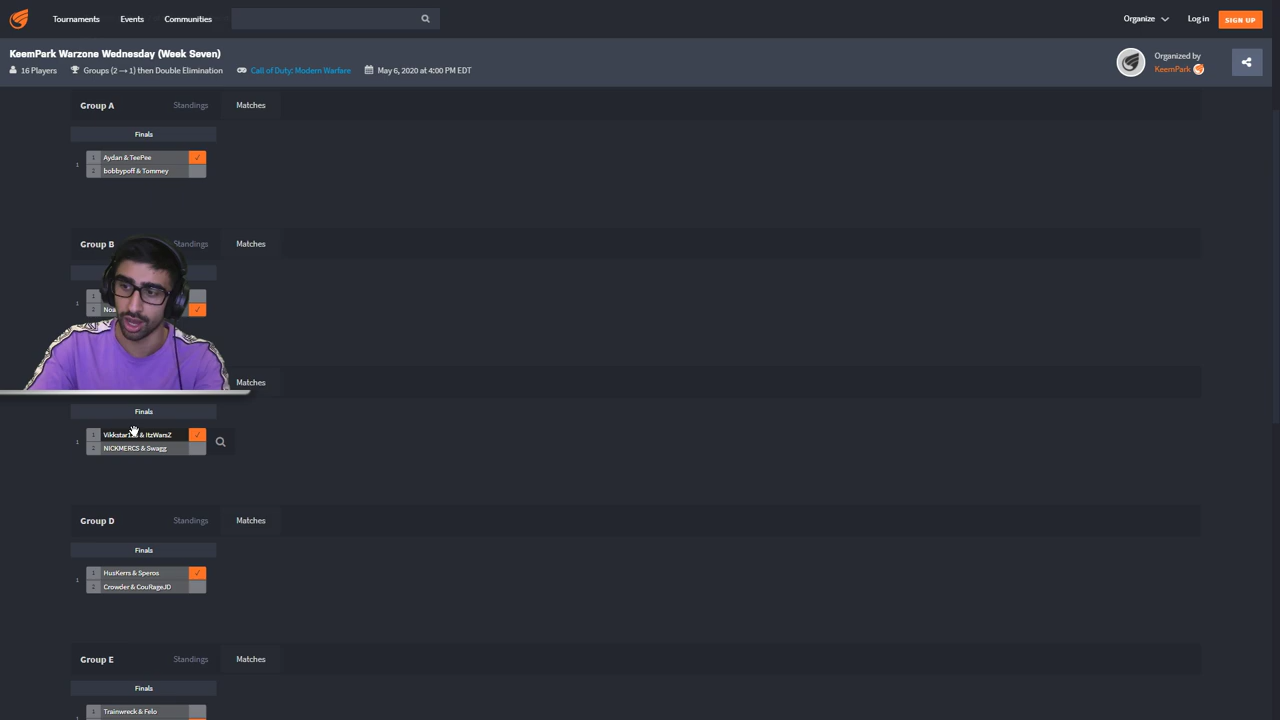 Tournaments Events Communities Organize Log in SIGN UP
KeemPark Warzone Wednesday (Week Seven)
16 Players Groups (2 → 1) then Double Elimination Call of Duty: Modern Warfare May 6, 2020 at 4:00 PM EDT
Organized by
KeemPark
Group A Standings Matches
Finals
1
1 Aydan & TeePee ✓
2 bobbypoff & Tommey
Group B Standings Matches
1
1
2 ✓
Matches
Finals
1
1 & ItzWarsZ ✓
2 NICKMERCS & Swagg
Group D Standings Matches
Finals
1
1 HusKerrs & Speros ✓
2 Crowder & CouRageJD
Group E Standings Matches
Finals
1
1 Trainwreck & Felo